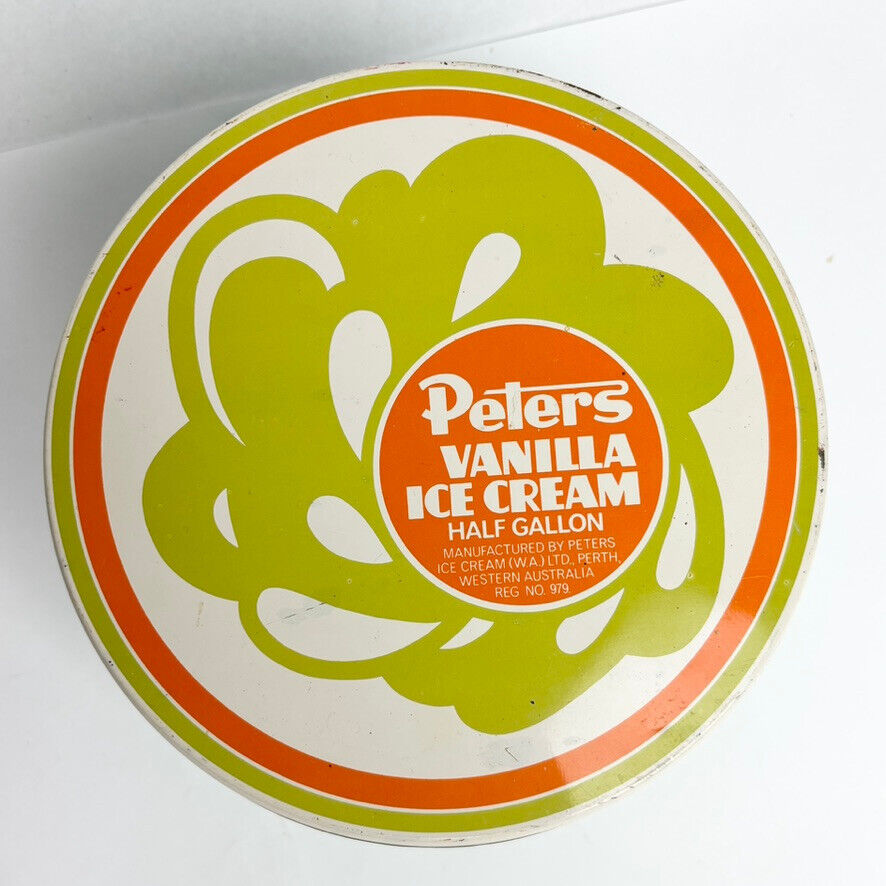 Peters
VANILLA
ICE CREAM
HALF GALLON
MANUFACTURED BY PETERS
ICE CREAM (W.A.) LTD., PERTH,
WESTERN AUSTRALIA
REG NO. 979.